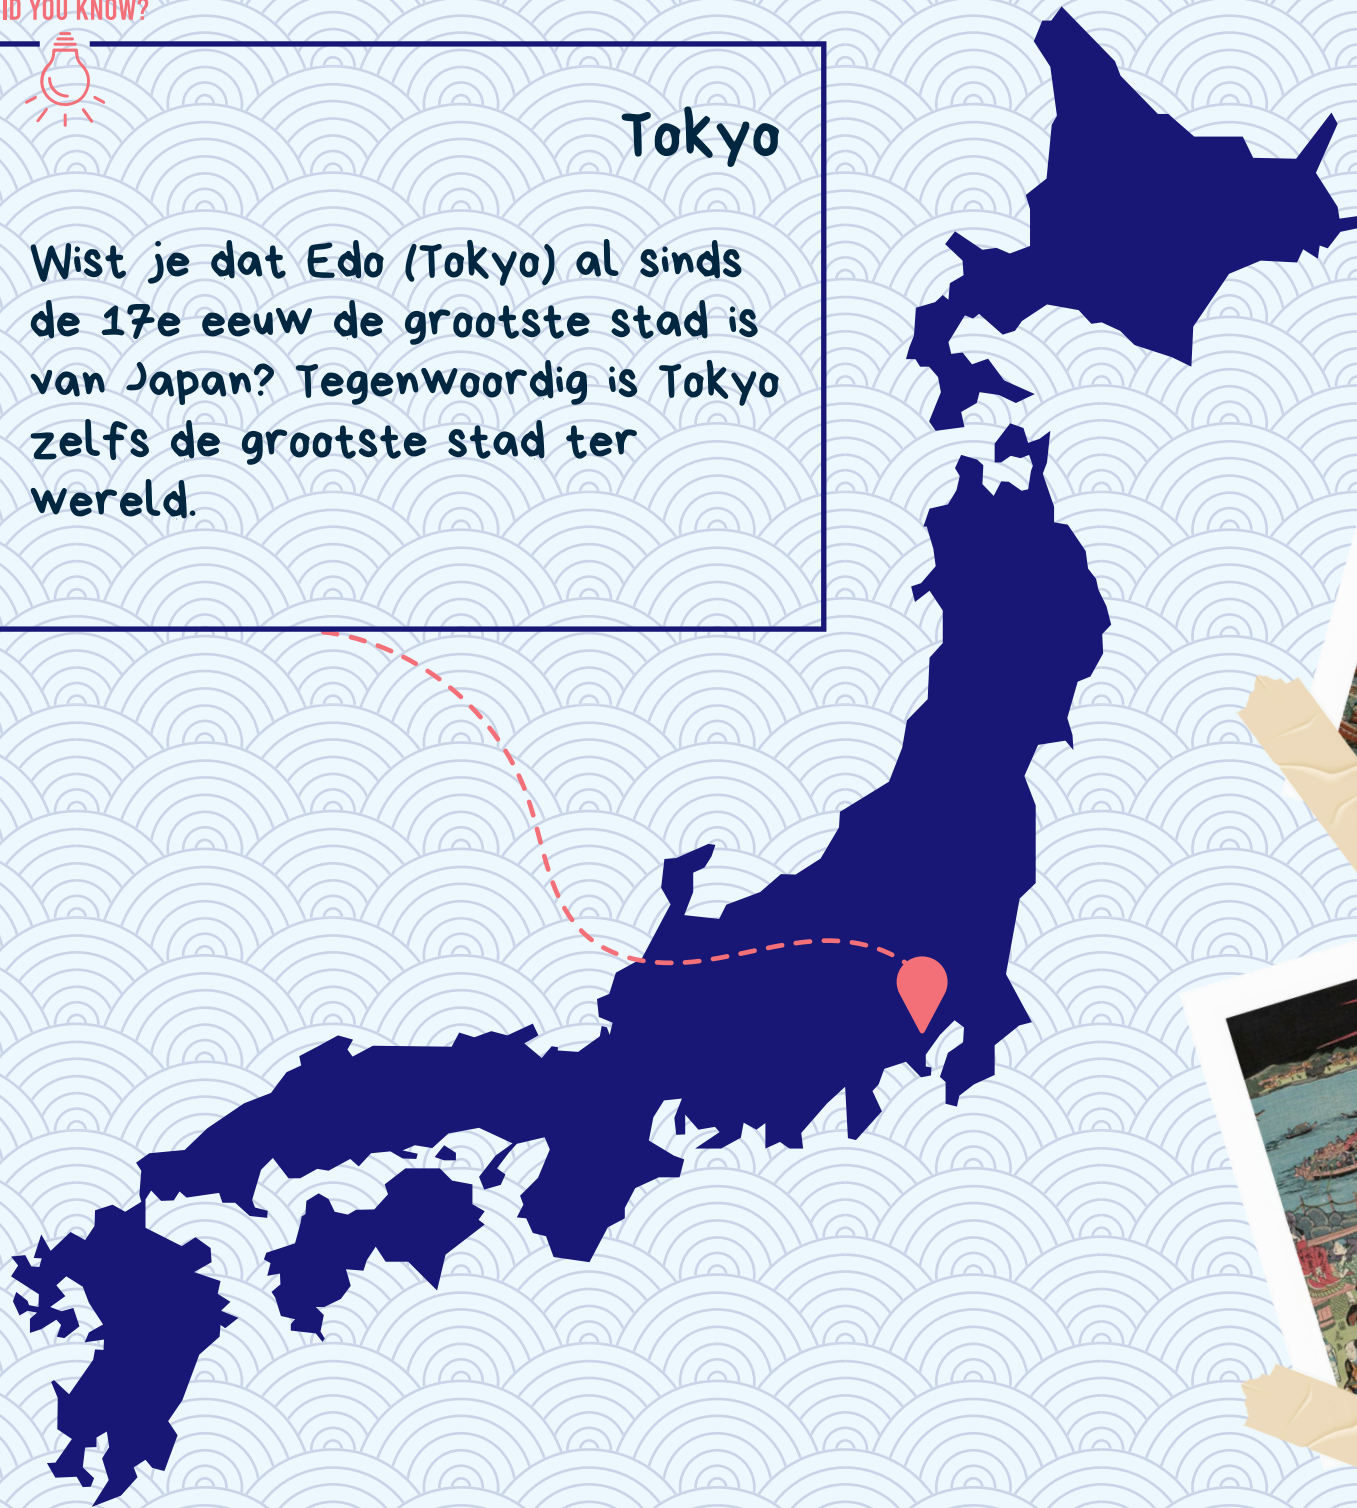 ID YOU KNOW?
Tokyo
Wist je dat Edo (Tokyo) al sinds
de 17e eeuw de grootste stad is
van Japan? Tegenwoordig is Tokyo
zelfs de grootste stad ter
wereld.